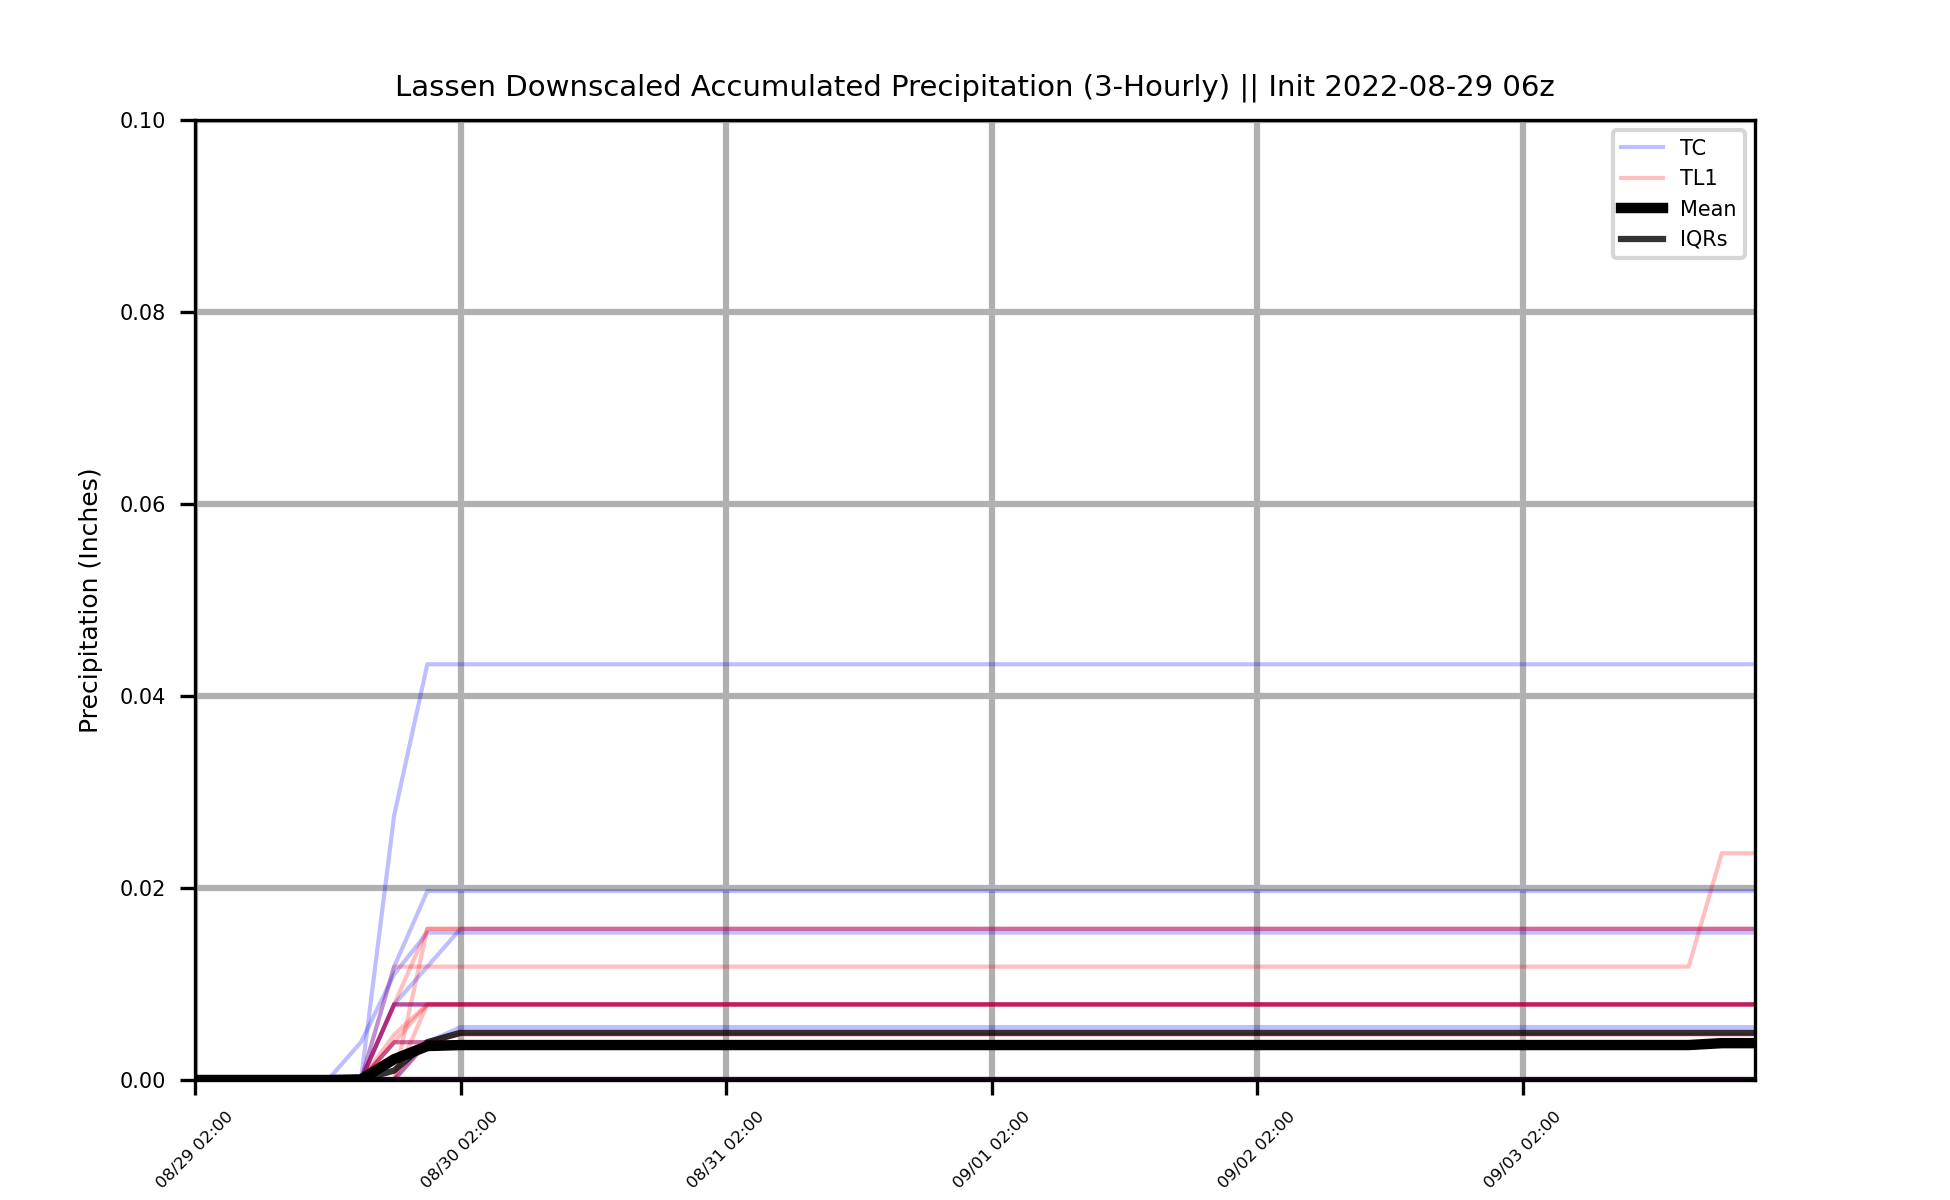 Lassen Downscaled Accumulated Precipitation (3-Hourly) || Init 2022-08-29 06z
TC
TL1
Mean
IQRs
Precipitation (Inches)
0.10
0.08
0.06
0.04
0.02
0.00
08/29 02:00
08/30 02:00
08/31 02:00
09/01 02:00
09/02 02:00
09/03 02:00